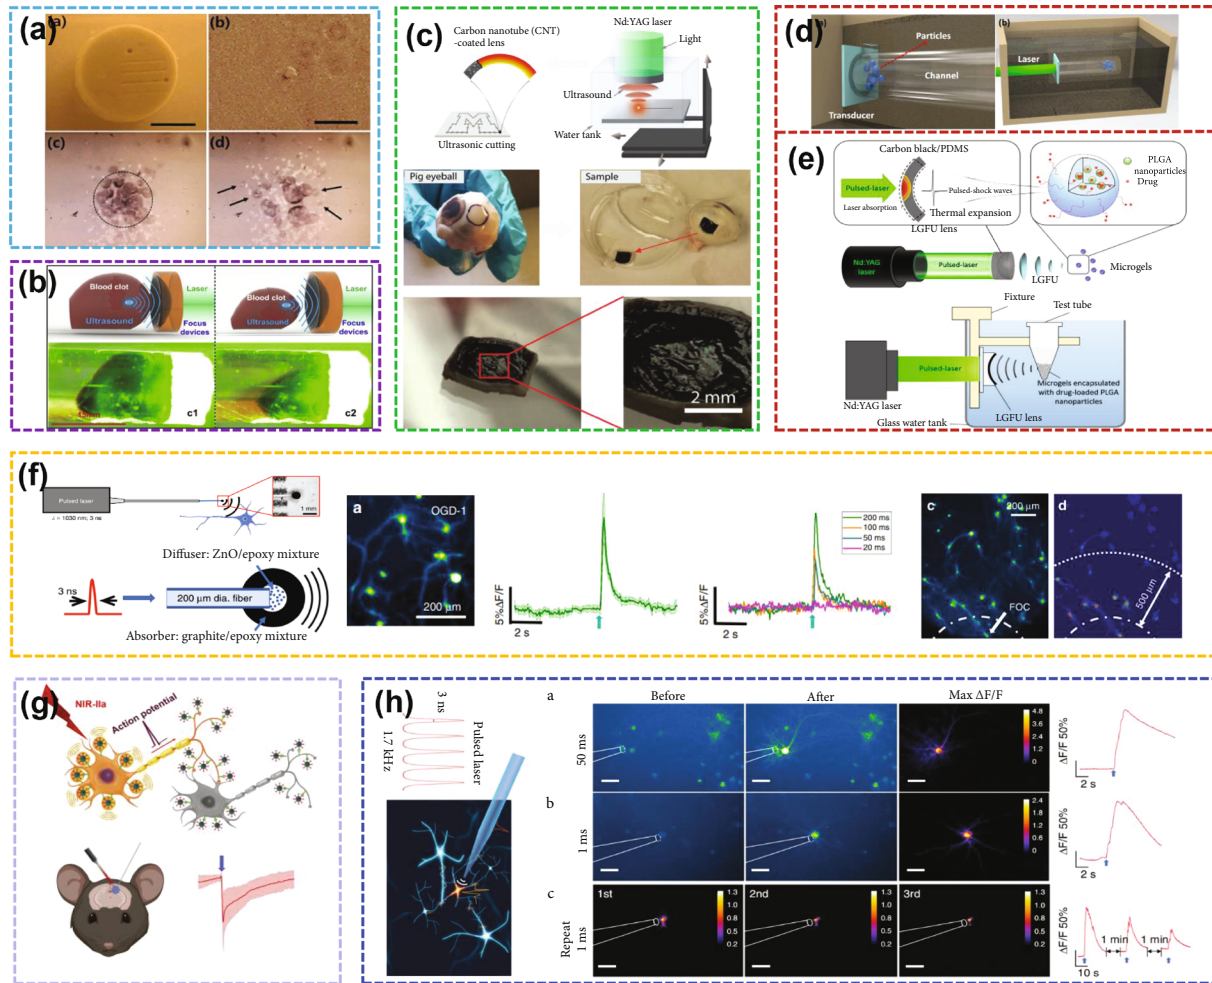 (a)
(a)
(b)
(c)
(d)
(b)
Blood clot
Laser
Ultrasound
Focus
devices
Blood clot
Laser
Ultrasound
Focus
devices
c1
c2
(c)
Carbon nanotube (CNT)
-coated lens
Ultrasonic cutting
Nd:YAG laser
Light
Ultrasound
Water tank
Pig eyeball
Sample
2 mm
(d)
Particles
Channel
Transducer
(b)
Laser
(e)
Carbon black/PDMS
Pulsed-laser
Laser absorption
Pulsed-shock waves
Thermal expansion
LGFU lens
PLGA
nanoparticles
Drug
Nd:YAG
laser
Pulsed-laser
LGFU
Microgels
Fixture
Test tube
Pulsed-laser
Nd:YAG laser
Microgels encapsulated
with drug-loaded PLGA
nanoparticles
LGFU lens
Glass water tank
(f)
Pulsed laser
λ = 1030 nm; 3 ns
1 mm
Diffuser: ZnO/epoxy mixture
3 ns
200 μm dia. fiber
Absorber: graphite/epoxy mixture
a
OGD-1
200 μm
5%ΔF/F
2 s
200 ms
100 ms
50 ms
20 ms
5%ΔF/F
2 s
c
200 μm
FOC
d
500 μm
(g)
NIR-IIa
Action potential
(h)
3 ns
Pulsed laser
1.7 kHz
a
Before
After
Max ΔF/F
50 ms
4.8
3.6
2.4
1.2
0
ΔF/F 50%
2 s
b
1 ms
2.4
1.8
1.2
0.6
0
ΔF/F 50%
2 s
c
Repeat
1 ms
1st
1.3
1.0
0.8
0.6
0.4
0.2
2nd
1.3
1.0
0.8
0.6
0.4
0.2
3rd
1.3
1.0
0.8
0.6
0.4
0.2
ΔF/F 50%
1 min
1 min
10 s